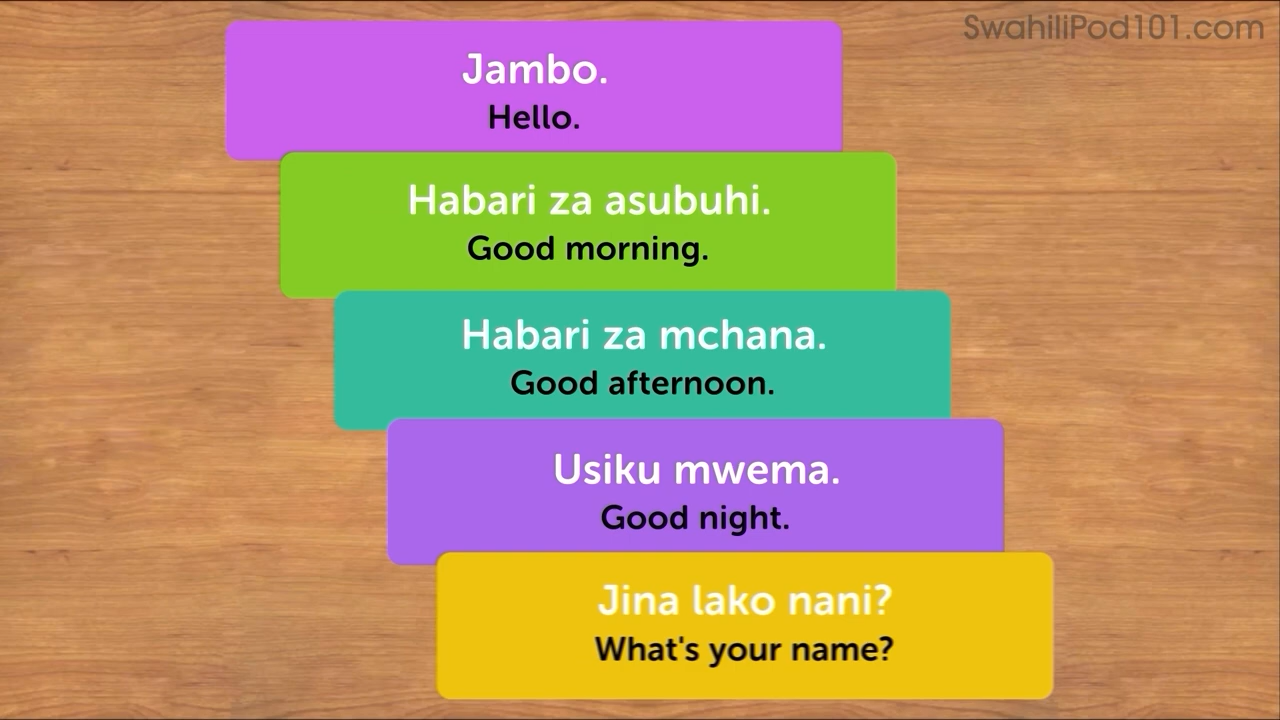 SwahiliPod101.com
Jambo.
Hello.
Habari za asubuhi.
Good morning.
Habari za mchana.
Good afternoon.
Usiku mwema.
Good night.
Jina lako nani?
What's your name?